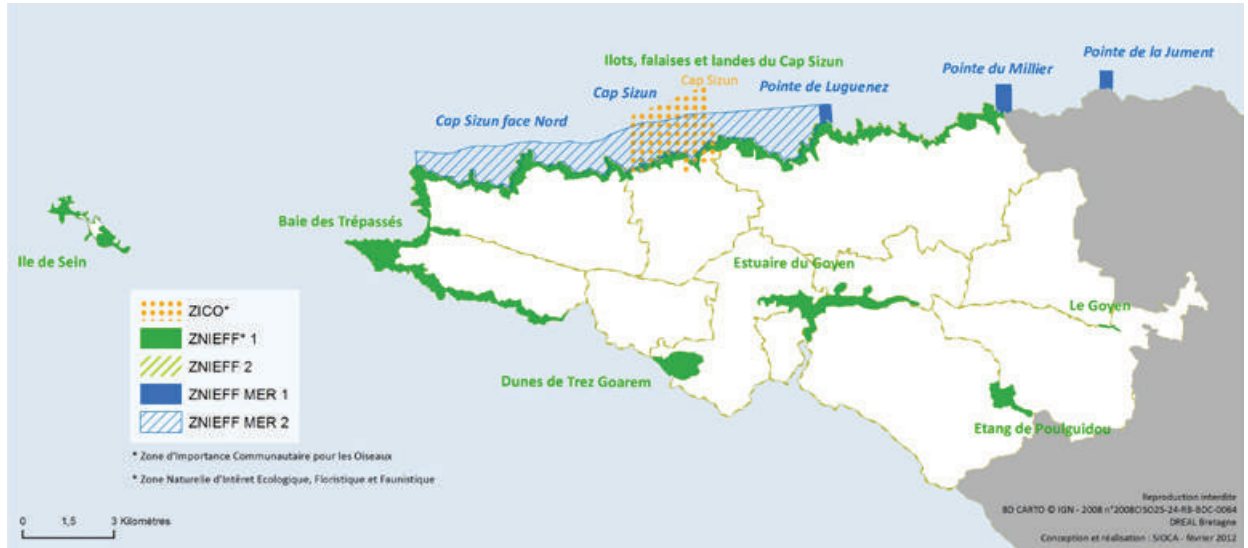 Ilots, falaises et landes du Cap Sizun
Cap Sizun
Pointe de la Jument
Pointe du Millier
Cap Sizun
Pointe de Luguenez
Cap Sizun face Nord
Baie des Trépassés
Ile de Sein
Estuaire du Goyen
Le Goyen
Dunes de Trez Goarem
Etang de Poulguidou
ZICO*
ZNIEFF* 1
ZNIEFF 2
ZNIEFF MER 1
ZNIEFF MER 2
* Zone d'Importance Communautaire pour les Oiseaux
* Zone Naturelle d'Intêret Ecologique, Floristique et Faunistique
0 1,5 3 Kilomètres
Reproduction interdite
BD CARTO © IGN - 2008 n°2008CISO25-24-RB-BDC-0064
DREAL Bretagne
Conception et réalisation : SIOCA - février 2012